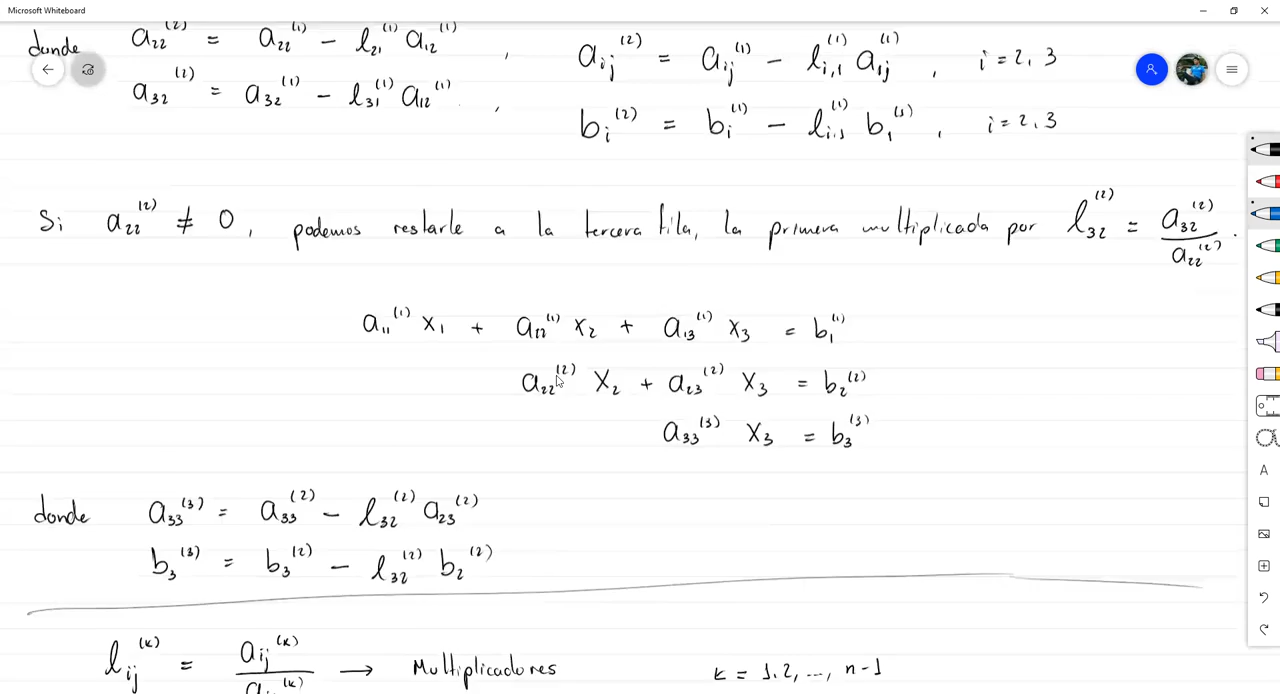 Microsoft Whiteboard
donde a₂₂⁽²⁾ = a₂₂⁽¹⁾ - l₂₁⁽¹⁾ a₁₂⁽¹⁾ ,
a₃₂⁽²⁾ = a₃₂⁽¹⁾ - l₃₁⁽¹⁾ a₁₂⁽¹⁾ ,
aᵢⱼ⁽²⁾ = aᵢⱼ⁽¹⁾ - lᵢ,₁⁽¹⁾ a₁ⱼ⁽¹⁾ , i = 2, 3
bᵢ⁽²⁾ = bᵢ⁽¹⁾ - lᵢ,₁⁽¹⁾ b₁⁽¹⁾ , i = 2, 3
Si a₂₂⁽²⁾ ≠ 0, podemos restarle a la tercera fila, la primera multiplicada por l₃₂⁽²⁾ = a₃₂⁽²⁾ / a₂₂⁽²⁾ .
a₁₁⁽¹⁾ x₁ + a₁₂⁽¹⁾ x₂ + a₁₃⁽¹⁾ x₃ = b₁⁽¹⁾
a₂₂⁽²⁾ x₂ + a₂₃⁽²⁾ x₃ = b₂⁽²⁾
a₃₃⁽³⁾ x₃ = b₃⁽³⁾
donde a₃₃⁽³⁾ = a₃₃⁽²⁾ - l₃₂⁽²⁾ a₂₃⁽²⁾
b₃⁽³⁾ = b₃⁽²⁾ - l₃₂⁽²⁾ b₂⁽²⁾
lᵢⱼ⁽ᵏ⁾ = aᵢⱼ⁽ᵏ⁾ → Multiplicadores k = 1, 2, ..., n-1
A